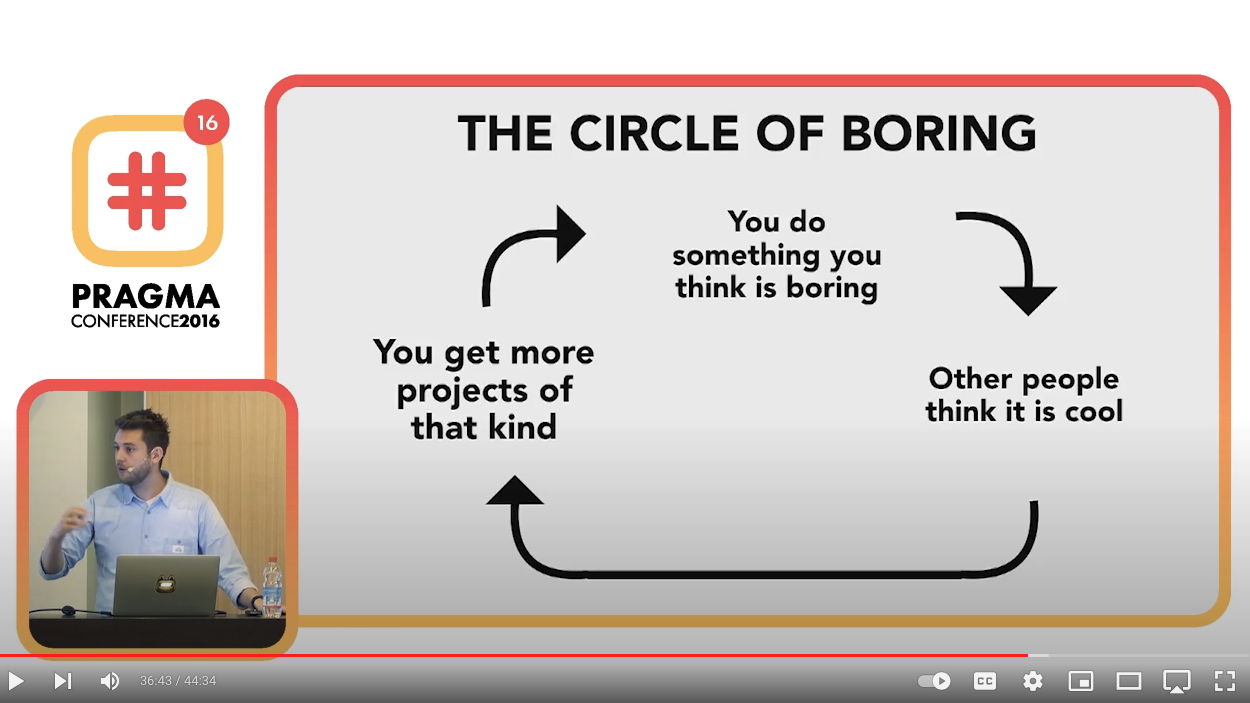 16
PRAGMA
CONFERENCE2016
THE CIRCLE OF BORING
You do
something you
think is boring
Other people
think it is cool
You get more
projects of
that kind
36:43 / 44:34
CC